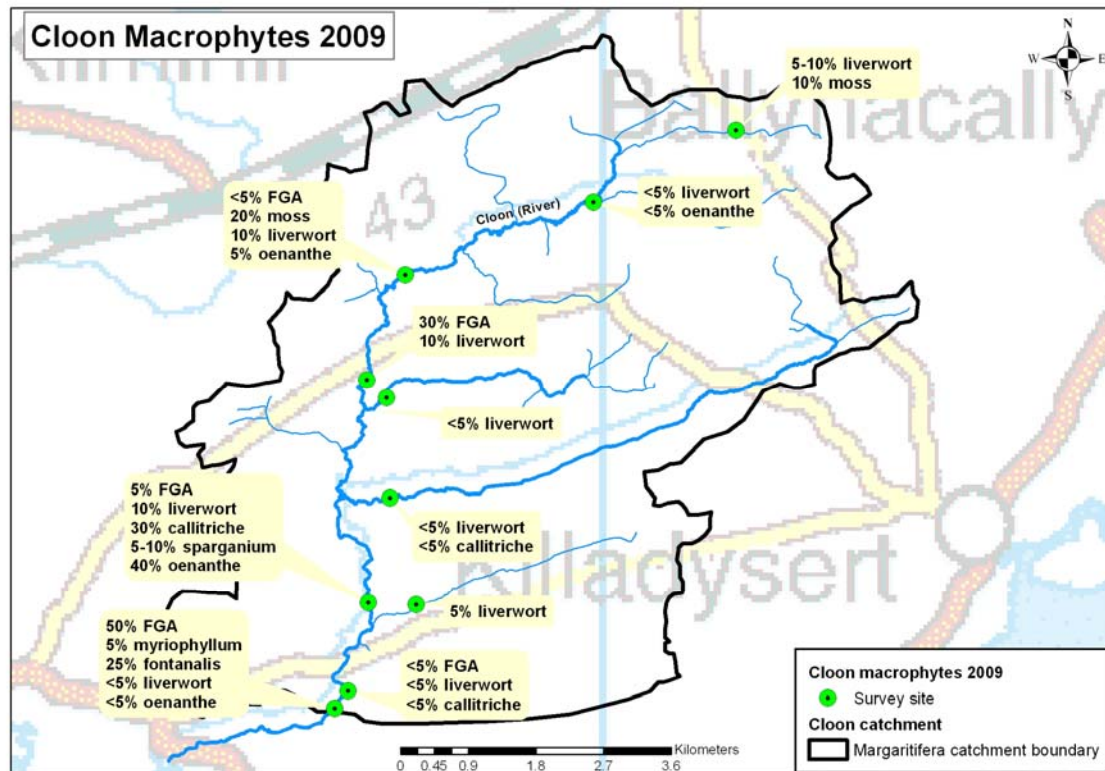 Cloon Macrophytes 2009
N
W
E
S
5-10% liverwort
10% moss
Ballynacally
43
Cloon (River)
<5% liverwort
<5% oenanthe
<5% FGA
20% moss
10% liverwort
5% oenanthe
30% FGA
10% liverwort
<5% liverwort
5% FGA
10% liverwort
30% callitriche
5-10% sparganium
40% oenanthe
<5% liverwort
<5% callitriche
Killadysert
5% liverwort
50% FGA
5% myriophyllum
25% fontanalis
<5% liverwort
<5% oenanthe
<5% FGA
<5% liverwort
<5% callitriche
Kilometers
0 0.45 0.9 1.8 2.7 3.6
Cloon macrophytes 2009
Survey site
Cloon catchment
Margaritifera catchment boundary